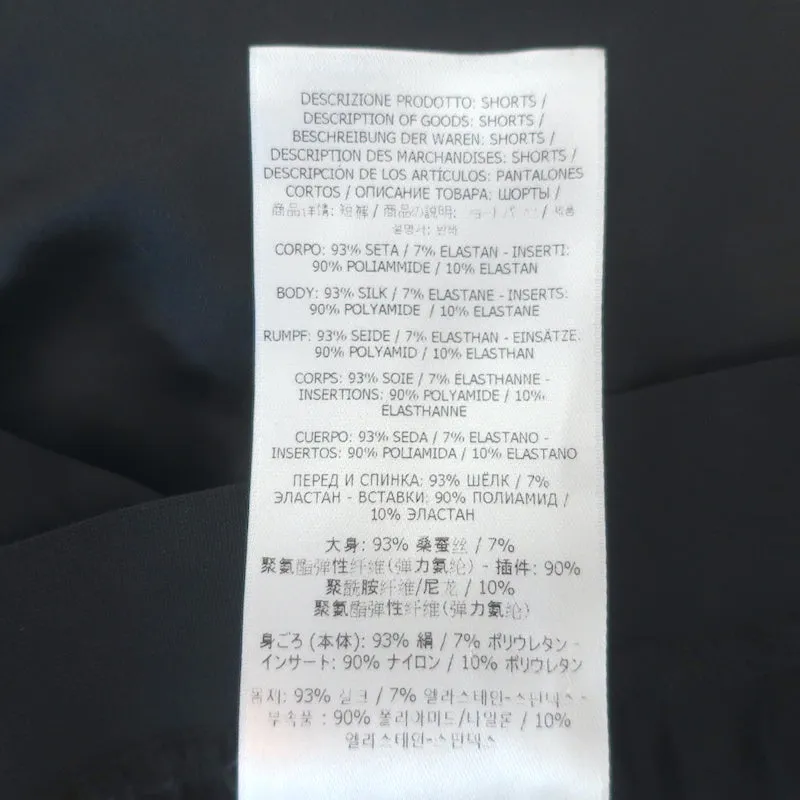 DESCRIZIONE PRODOTTO: SHORTS /
DESCRIPTION OF GOODS: SHORTS /
BESCHREIBUNG DER WAREN: SHORTS /
DESCRIPTION DES MARCHANDISES: SHORTS /
DESCRIPCIÓN DE LOS ARTÍCULOS: PANTALONES
CORTOS / ОПИСАНИЕ ТОВАРА: ШОРТЫ /
商品详情: 短裤 / 商品の説明: / 제품
설명서: 반바
CORPO: 93% SETA / 7% ELASTAN - INSERTI:
90% POLIAMMIDE / 10% ELASTAN
BODY: 93% SILK / 7% ELASTANE - INSERTS:
90% POLYAMIDE / 10% ELASTANE
RUMPF: 93% SEIDE / 7% ELASTHAN - EINSÄTZE:
90% POLYAMID / 10% ELASTHAN
CORPS: 93% SOIE / 7% ELASTHANNE -
INSERTIONS: 90% POLYAMIDE / 10%
ELASTHANNE
CUERPO: 93% SEDA / 7% ELASTANO -
INSERTOS: 90% POLIAMIDA / 10% ELASTANO
ПЕРЕД И СПИНКА: 93% ШЁЛК / 7%
ЭЛАСТАН - ВСТАВКИ: 90% ПОЛИАМИД /
10% ЭЛАСТАН
大身: 93% 桑蚕丝 / 7%
聚氨酯弹性纤维(弹力氨纶) - 插件: 90%
聚酰胺纤维/尼龙 / 10%
聚氨酯弹性纤维(弹力氨纶)
身ごろ (本体): 93% 絹 / 7% ポリウレタン -
インサート: 90% ナイロン / 10% ポリウレタン
몸지: 93% 실크 / 7% 엘라스테인-스판덱스 -
부속품 : 90% 폴리아미드/나일론 / 10%
엘라스테인-스판덱스